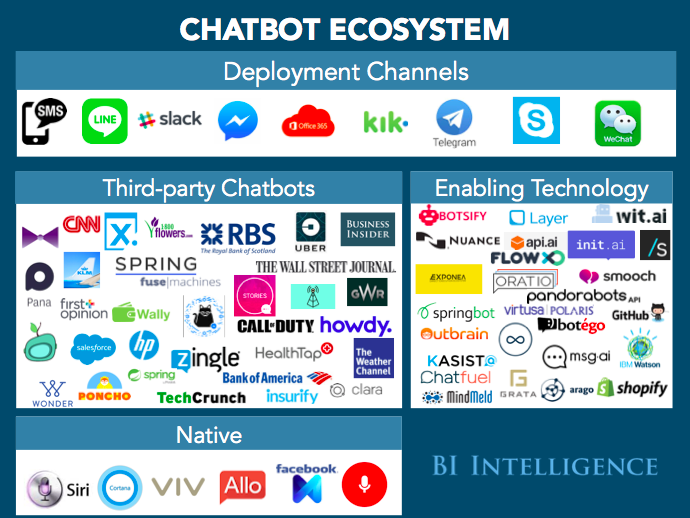 CHATBOT ECOSYSTEM
Deployment Channels
SMS
LINE
slack
Office 365
kik
Telegram
WeChat
Third-party Chatbots
CNN
1-800
flowers.com
RBS
The Royal Bank of Scotland
UBER
BUSINESS
INSIDER
KLM
SPRING
fuse|machines
THE WALL STREET JOURNAL.
Pana
first
opinion
Wally
STORIES
GWR
CALL OF DUTY
howdy.
salesforce
hp
zingle
HealthTap
The
Weather
Channel
spring
Bank of America
WONDER
PONCHO
TechCrunch
insurify
clara
Enabling Technology
BOTSIFY
Layer
wit.ai
NUANCE
api.ai
init.ai
/s
FLOW XO
EXPONEA
ORATIO
smooch
pandorabots API
springbot
virtusa POLARIS
GitHub
Outbrain
botégo
KASIST
msg.ai
IBM Watson
Chatfuel
GRATA
MindMeld
arago
shopify
Native
Siri
Cortana
VIV
Allo
facebook
BI INTELLIGENCE